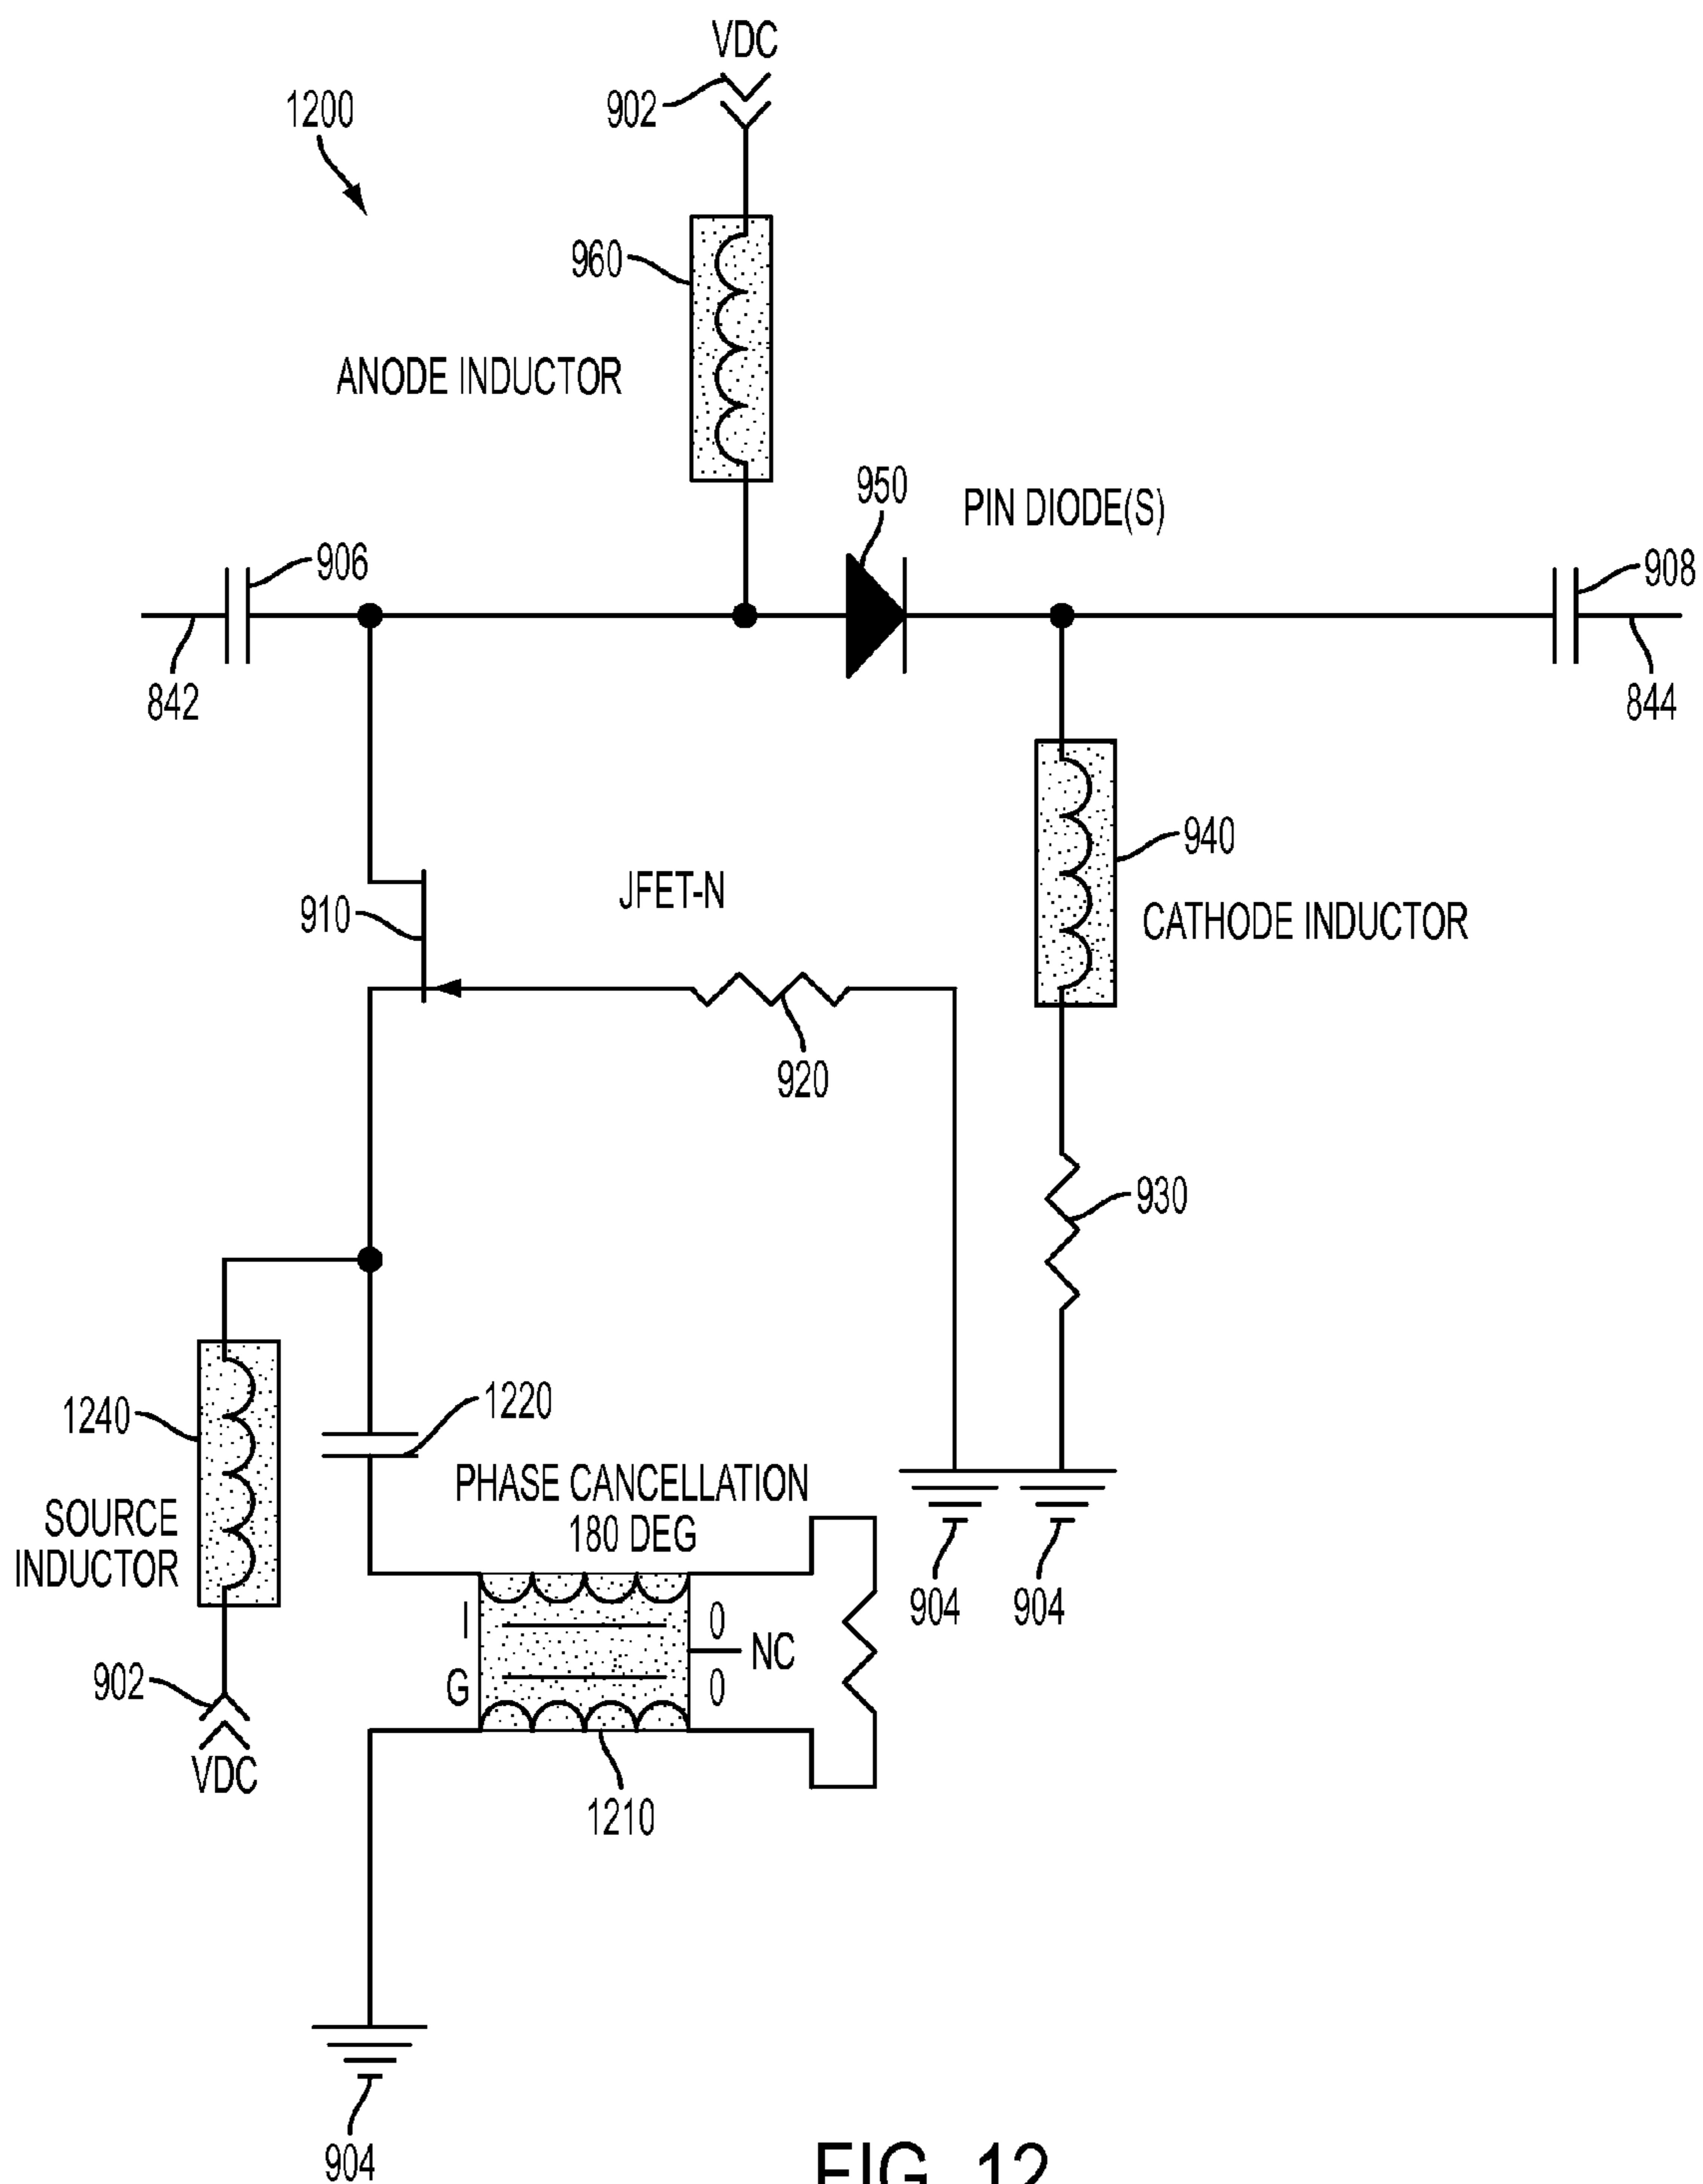 VDC
902
1200
960
ANODE INDUCTOR
950
PIN DIODE(S)
906
908
842
844
910
JFET-N
940
CATHODE INDUCTOR
920
930
1240
1220
PHASE CANCELLATION
180 DEG
SOURCE
INDUCTOR
I
0
NC
G
0
904
904
902
VDC
1210
904
FIG. 12